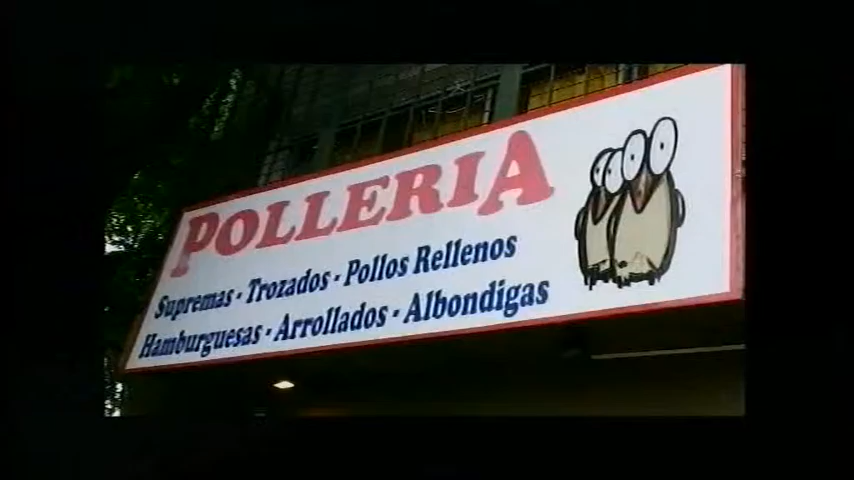 POLLERIA
Supremas - Trozados - Pollos Rellenos
Hamburguesas - Arrollados - Albondigas